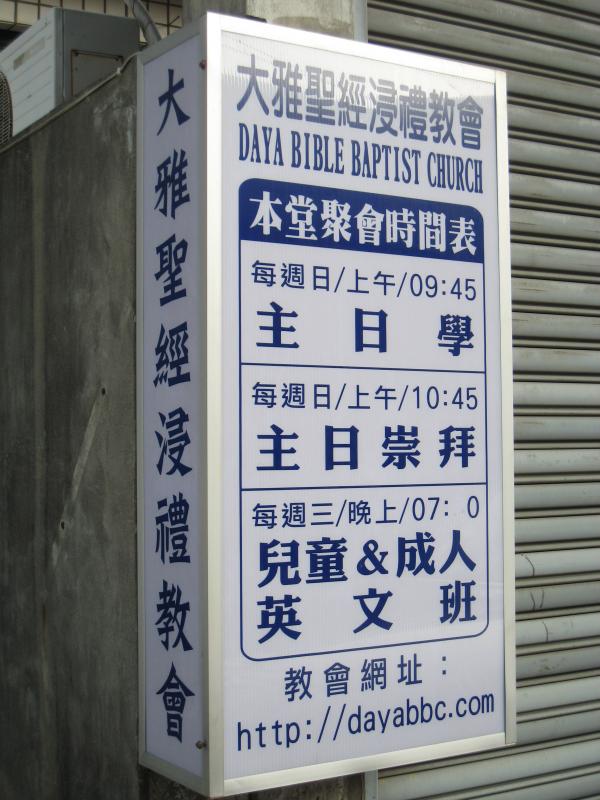 大雅聖經浸禮教會
大雅聖經浸禮教會
DAYA BIBLE BAPTIST CHURCH
本堂聚會時間表
每週日/上午/09:45
主日學
每週日/上午/10:45
主日崇拜
每週三/晚上/07: 0
兒童&成人
英文班
教會網址:
http://dayabbc.com